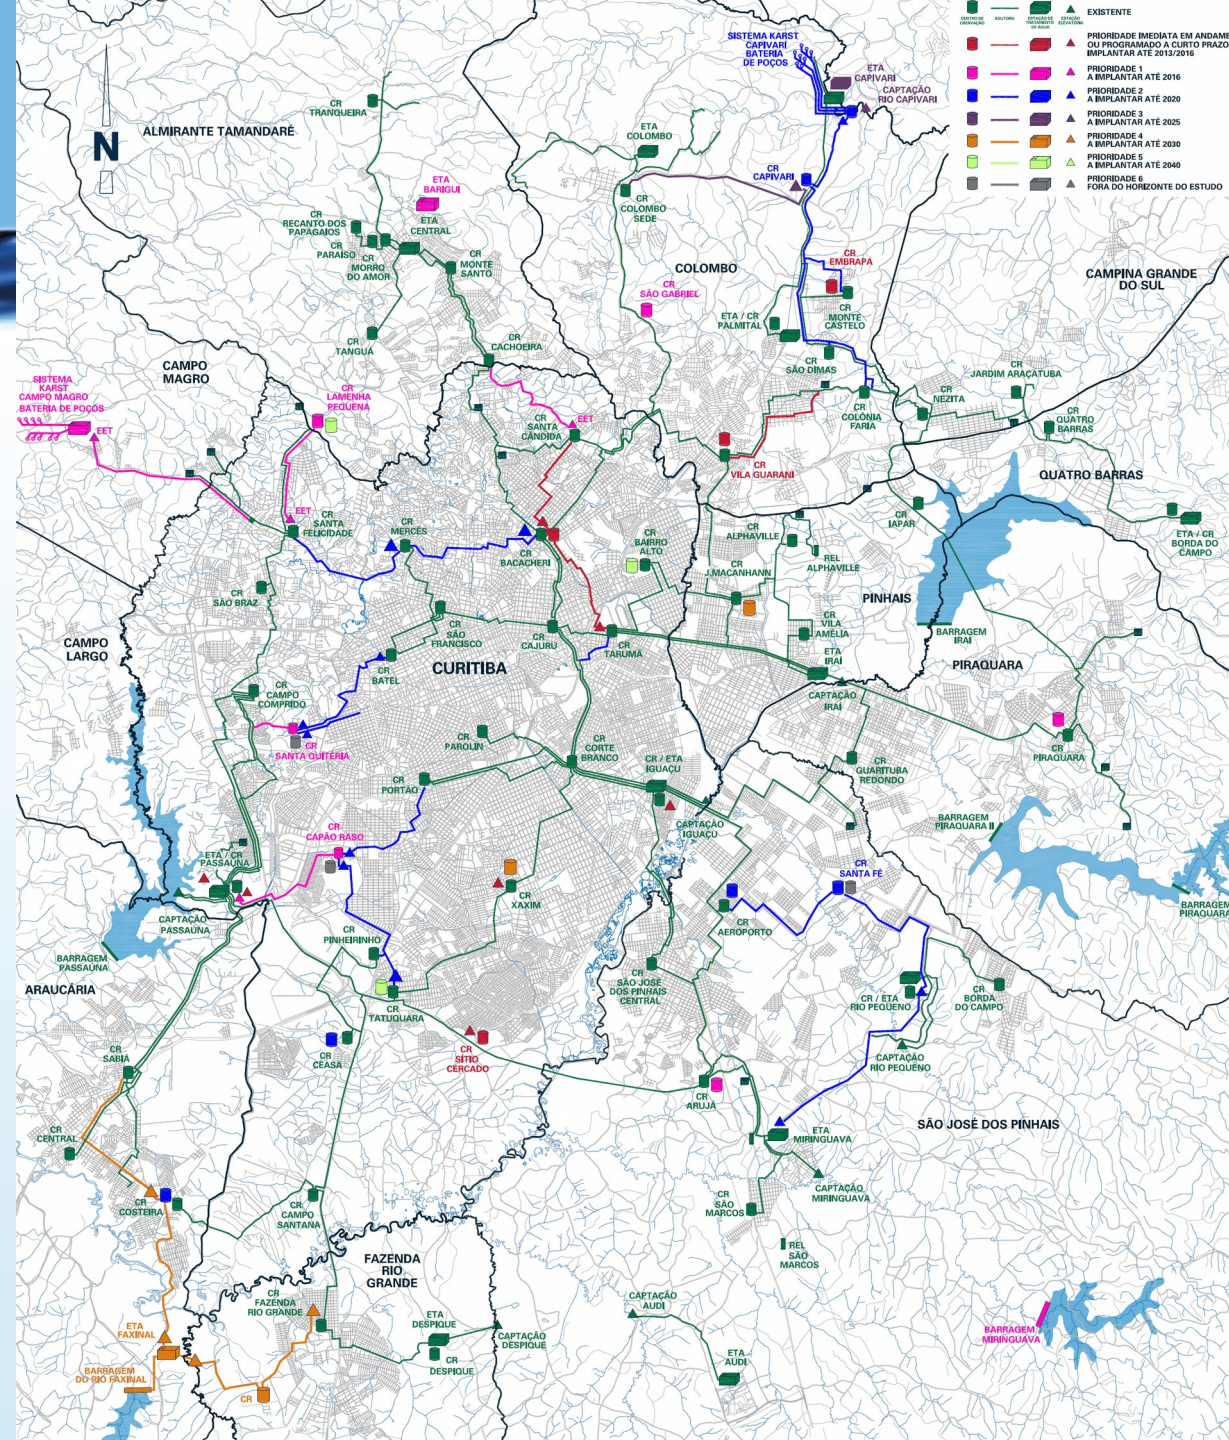 CENTRO DE
RESERVAÇÃO
ADUTORA
ESTAÇÃO DE
TRATAMENTO
DE ÁGUA
ESTAÇÃO
ELEVATÓRIA
EXISTENTE
PRIORIDADE IMEDIATA EM ANDAME
OU PROGRAMADO A CURTO PRAZO
IMPLANTAR ATÉ 2013/2016
PRIORIDADE 1
A IMPLANTAR ATÉ 2016
PRIORIDADE 2
A IMPLANTAR ATÉ 2020
PRIORIDADE 3
A IMPLANTAR ATÉ 2025
PRIORIDADE 4
A IMPLANTAR ATÉ 2030
PRIORIDADE 5
A IMPLANTAR ATÉ 2040
PRIORIDADE 6
FORA DO HORIZONTE DO ESTUDO
SISTEMA KARST
CAPIVARI
BATERIA
DE POÇOS
ETA
CAPIVARI
CAPTAÇÃO
RIO CAPIVARI
CR
TRANQUEIRA
ALMIRANTE TAMANDARÉ
N
ETA
COLOMBO
CR
CAPIVARI
CR
COLOMBO
SEDE
ETA
BARIGUI
ETA
CENTRAL
CR
RECANTO DOS
PAPAGAIOS
CR
PARAÍSO
CR
MORRO
DO AMOR
CR
MONTE
SANTO
COLOMBO
CR
EMBRAPA
CAMPINA GRANDE
DO SUL
CR
SÃO GABRIEL
CR
MONTE
CASTELO
ETA / CR
PALMITAL
CR
TANGUÁ
CR
CACHOEIRA
CR
SÃO DIMAS
CR
JARDIM ARAÇATUBA
CAMPO
MAGRO
SISTEMA
KARST
CAMPO MAGRO
BATERIA DE POÇOS
EET
CR
LAMENHA
PEQUENA
CR
NEZITA
CR
COLÔNIA
FARIA
CR
QUATRO
BARRAS
EET
CR
SANTA
CÂNDIDA
CR
VILA GUARANI
QUATRO BARRAS
EET
CR
SANTA
FELICIDADE
CR
MERCÊS
CR
BACACHERI
CR
BAIRRO
ALTO
CR
ALPHAVILLE
REL
ALPHAVILLE
CR
IAPAR
ETA / CR
BORDA DO
CAMPO
CR
J.MACANHANN
CR
SÃO BRAZ
PINHAIS
BARRAGEM
IRAÍ
CR
VILA
AMÉLIA
CAMPO
LARGO
CR
SÃO
FRANCISCO
CR
CAJURU
CR
TARUMÃ
ETA
IRAÍ
CAPTAÇÃO
IRAÍ
PIRAQUARA
CR
BATEL
CURITIBA
CR
CAMPO
COMPRIDO
CR
SANTA QUITÉRIA
CR
PAROLIN
CR
CORTE
BRANCO
CR
PIRAQUARA
CR
PORTÃO
CR / ETA
IGUAÇU
CAPTAÇÃO
IGUAÇU
CR
GUARITUBA
REDONDO
BARRAGEM
PIRAQUARA II
CR
CAPÃO RASO
ETA / CR
PASSAÚNA
CAPTAÇÃO
PASSAÚNA
CR
XAXIM
CR
SANTA FÉ
BARRAGEM
PIRAQUARA
CR
AEROPORTO
BARRAGEM
PASSAÚNA
CR
PINHEIRINHO
ARAUCÁRIA
CR
TATUQUARA
CR
SÃO JOSÉ
DOS PINHAIS
CENTRAL
CR / ETA
RIO PEQUENO
CR
BORDA
DO CAMPO
CR
CEASA
CR
SÍTIO
CERCADO
CAPTAÇÃO
RIO PEQUENO
CR
SABIÁ
CR
ARUJÁ
CR
CENTRAL
ETA
MIRINGUAVA
SÃO JOSÉ DOS PINHAIS
CAPTAÇÃO
MIRINGUAVA
CR
COSTEIRA
CR
CAMPO
SANTANA
CR
SÃO
MARCOS
REL
SÃO
MARCOS
FAZENDA
RIO
GRANDE
CR
FAZENDA
RIO GRANDE
ETA
DESPIQUE
CAPTAÇÃO
DESPIQUE
CR
DESPIQUE
CAPTAÇÃO
AUDI
ETA
AUDI
BARRAGEM
MIRINGUAVA
ETA
FAXINAL
BARRAGEM
DO RIO FAXINAL
CR